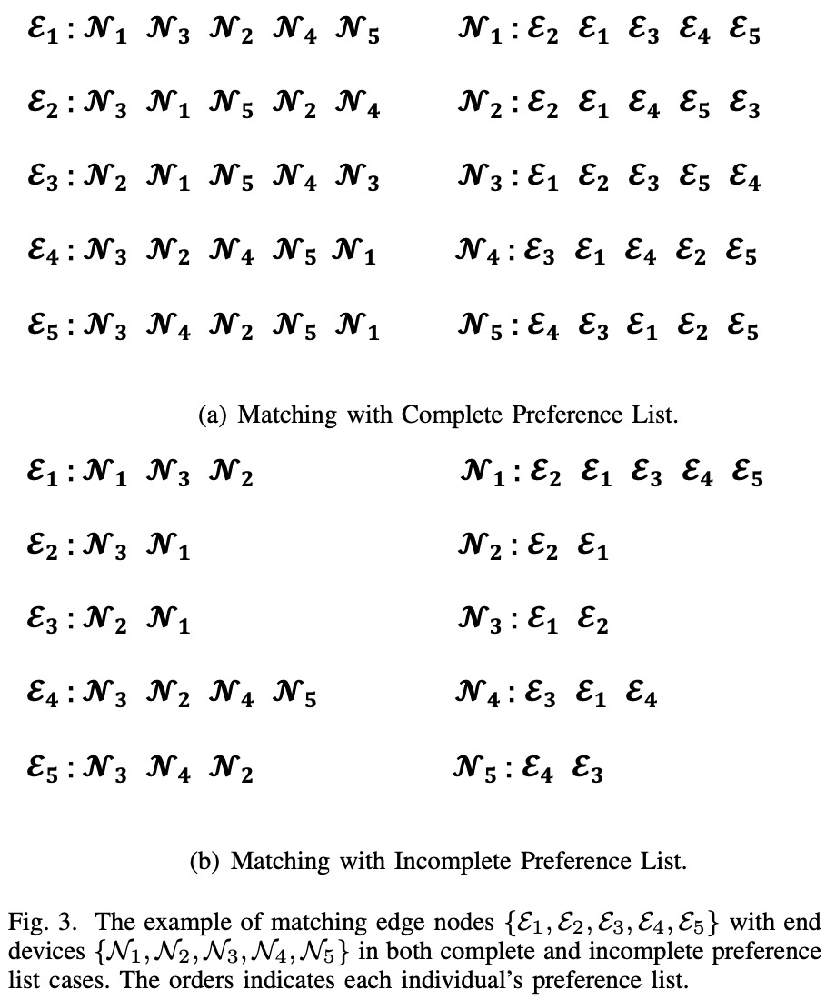 ℰ₁ : 𝒩₁ 𝒩₃ 𝒩₂ 𝒩₄ 𝒩₅ 𝒩₁ : ℰ₂ ℰ₁ ℰ₃ ℰ₄ ℰ₅
ℰ₂ : 𝒩₃ 𝒩₁ 𝒩₅ 𝒩₂ 𝒩₄ 𝒩₂ : ℰ₂ ℰ₁ ℰ₄ ℰ₅ ℰ₃
ℰ₃ : 𝒩₂ 𝒩₁ 𝒩₅ 𝒩₄ 𝒩₃ 𝒩₃ : ℰ₁ ℰ₂ ℰ₃ ℰ₅ ℰ₄
ℰ₄ : 𝒩₃ 𝒩₂ 𝒩₄ 𝒩₅ 𝒩₁ 𝒩₄ : ℰ₃ ℰ₁ ℰ₄ ℰ₂ ℰ₅
ℰ₅ : 𝒩₃ 𝒩₄ 𝒩₂ 𝒩₅ 𝒩₁ 𝒩₅ : ℰ₄ ℰ₃ ℰ₁ ℰ₂ ℰ₅
(a) Matching with Complete Preference List.
ℰ₁ : 𝒩₁ 𝒩₃ 𝒩₂ 𝒩₁ : ℰ₂ ℰ₁ ℰ₃ ℰ₄ ℰ₅
ℰ₂ : 𝒩₃ 𝒩₁ 𝒩₂ : ℰ₂ ℰ₁
ℰ₃ : 𝒩₂ 𝒩₁ 𝒩₃ : ℰ₁ ℰ₂
ℰ₄ : 𝒩₃ 𝒩₂ 𝒩₄ 𝒩₅ 𝒩₄ : ℰ₃ ℰ₁ ℰ₄
ℰ₅ : 𝒩₃ 𝒩₄ 𝒩₂ 𝒩₅ : ℰ₄ ℰ₃
(b) Matching with Incomplete Preference List.
Fig. 3. The example of matching edge nodes {ℰ₁, ℰ₂, ℰ₃, ℰ₄, ℰ₅} with end
devices {𝒩₁, 𝒩₂, 𝒩₃, 𝒩₄, 𝒩₅} in both complete and incomplete preference
list cases. The orders indicates each individual's preference list.